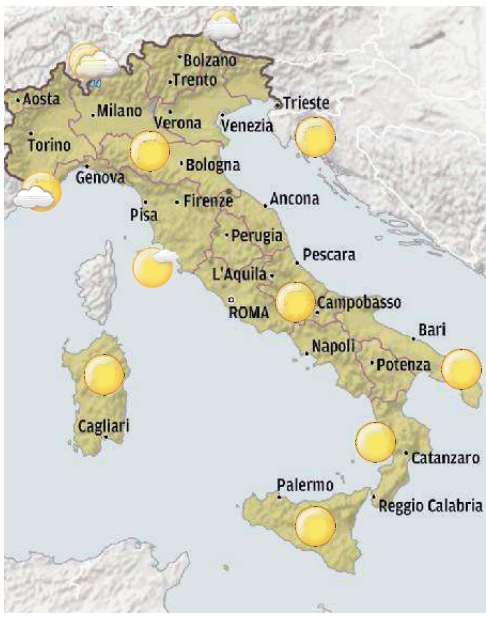 Bolzano
Trento
Aosta
Milano
Trieste
Verona
Venezia
Torino
Bologna
Genova
Pisa
Firenze
Ancona
Perugia
Pescara
L'Aquila
ROMA
Campobasso
Bari
Napoli
Potenza
Cagliari
Catanzaro
Palermo
Reggio Calabria